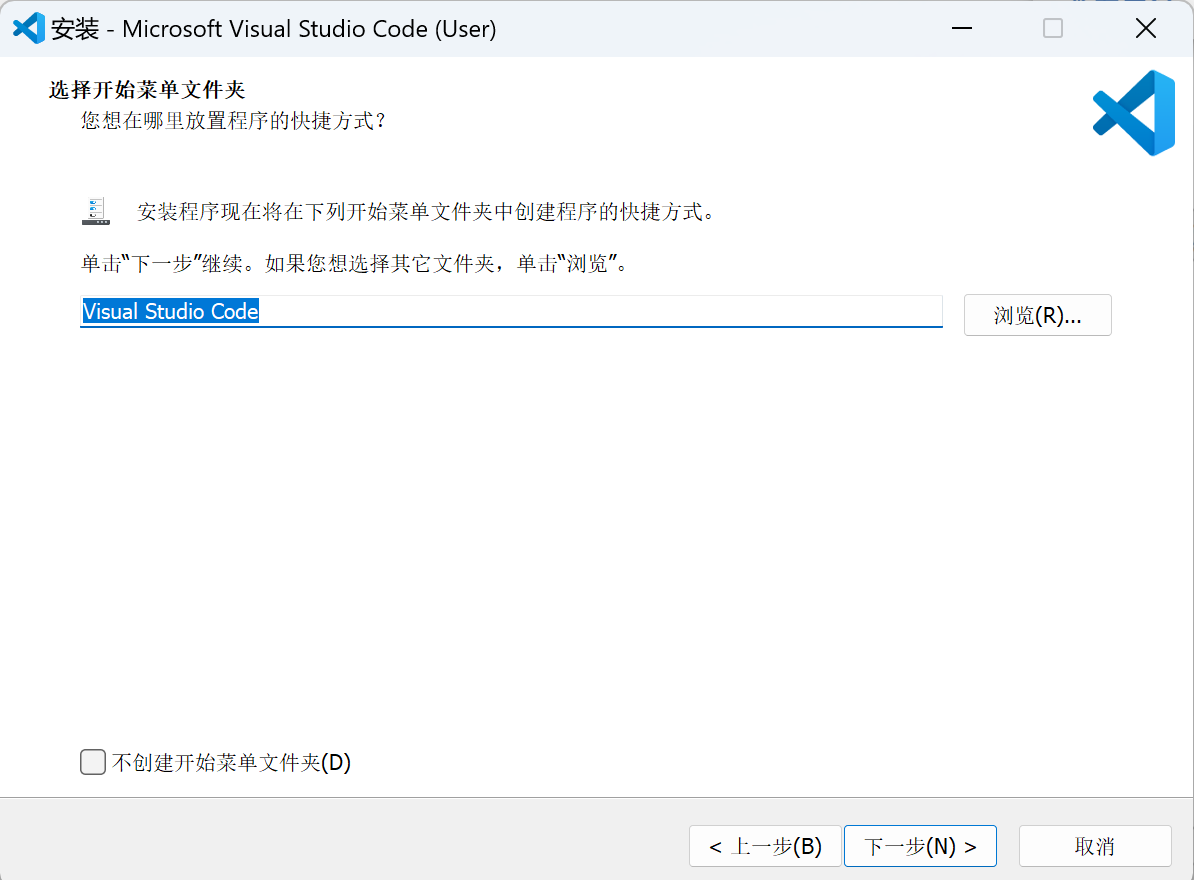 安装 - Microsoft Visual Studio Code (User)
选择开始菜单文件夹
您想在哪里放置程序的快捷方式？
安装程序现在将在下列开始菜单文件夹中创建程序的快捷方式。
单击“下一步”继续。如果您想选择其它文件夹，单击“浏览”。
Visual Studio Code
浏览(R)...
不创建开始菜单文件夹(D)
< 上一步(B)
下一步(N) >
取消